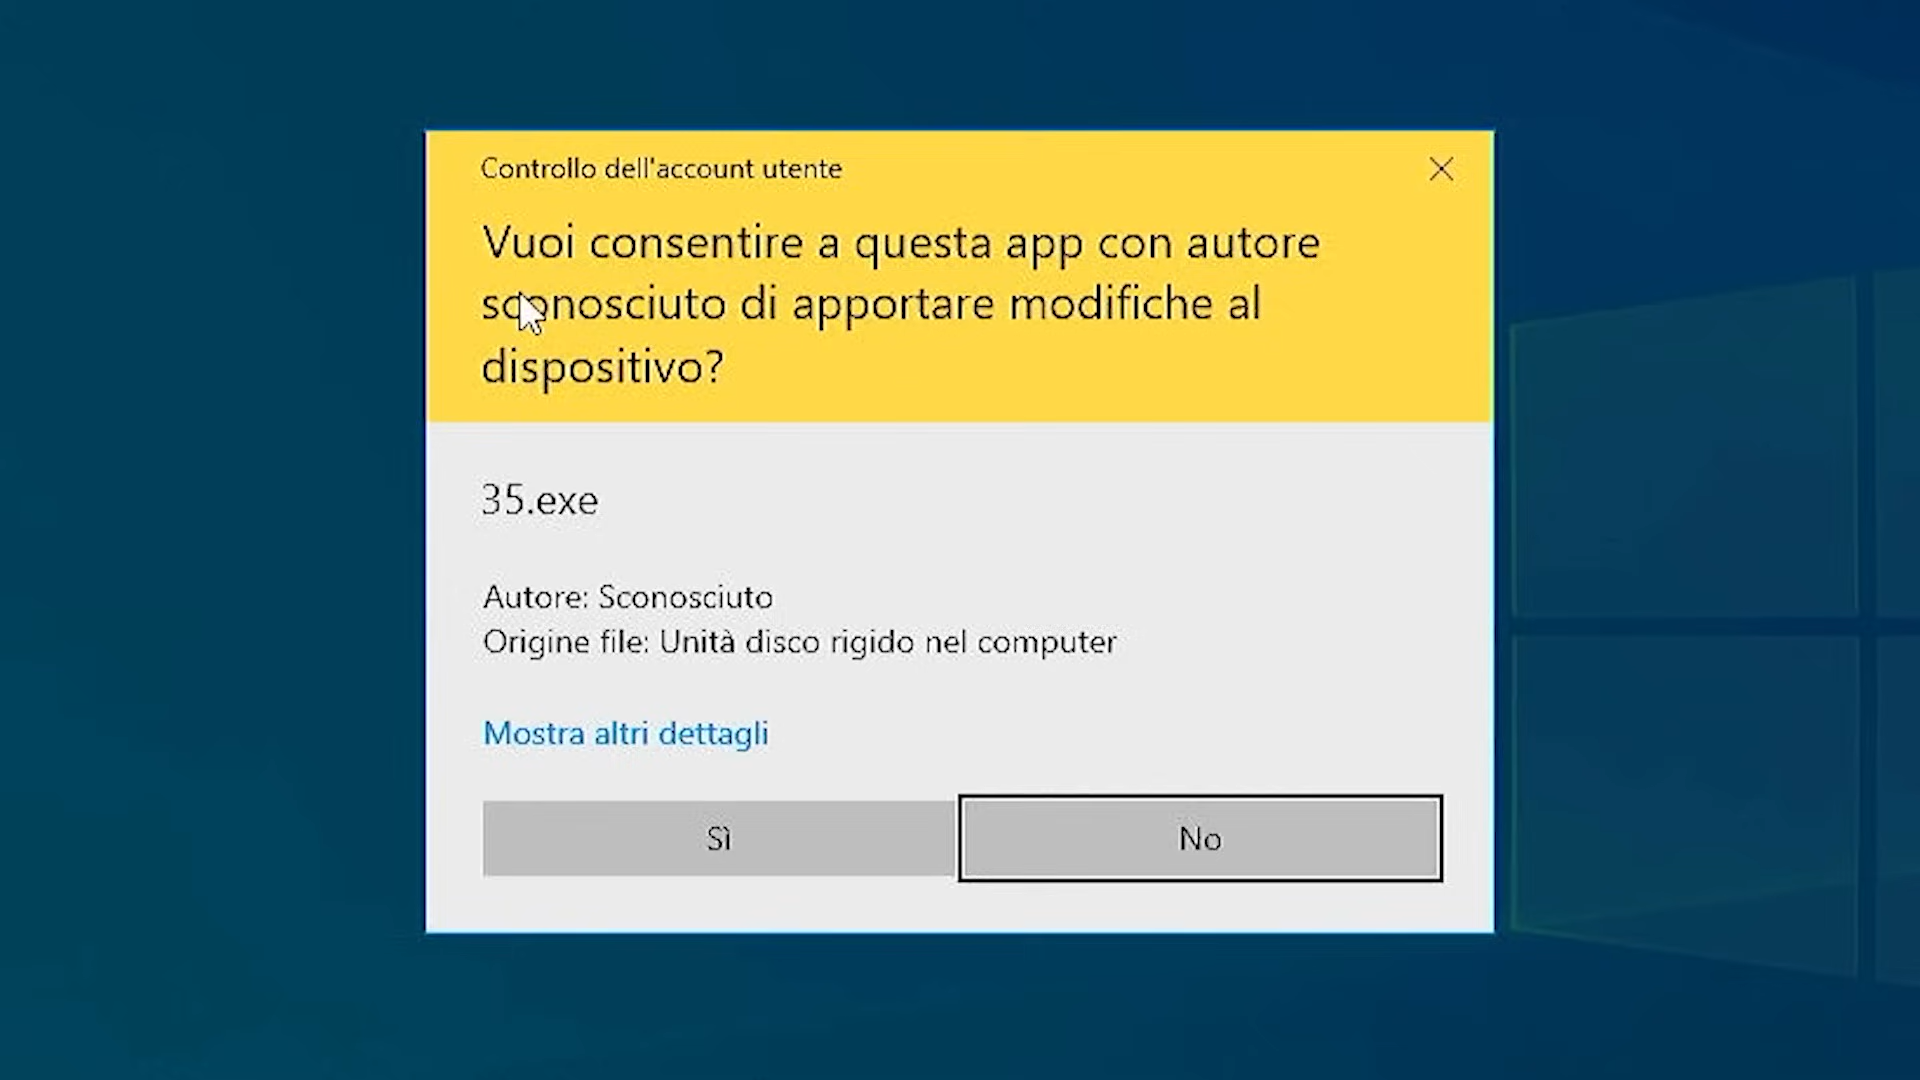 Controllo dell'account utente
Vuoi consentire a questa app con autore
sconosciuto di apportare modifiche al
dispositivo?
35.exe
Autore: Sconosciuto
Origine file: Unità disco rigido nel computer
Mostra altri dettagli
Sì
No